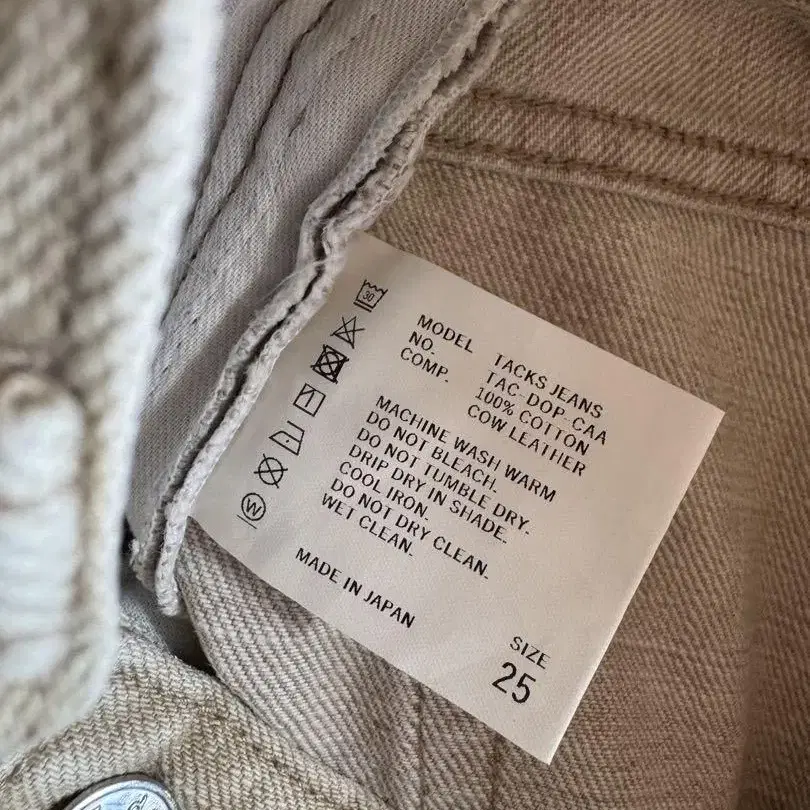 MODEL TACKS JEANS
NO. TAC-DOP-CAA
COMP. 100% COTTON
COW LEATHER
MACHINE WASH WARM
DO NOT BLEACH.
DO NOT TUMBLE DRY.
DRIP DRY IN SHADE.
COOL IRON.
DO NOT DRY CLEAN.
WET CLEAN.
MADE IN JAPAN
SIZE
25
30
W